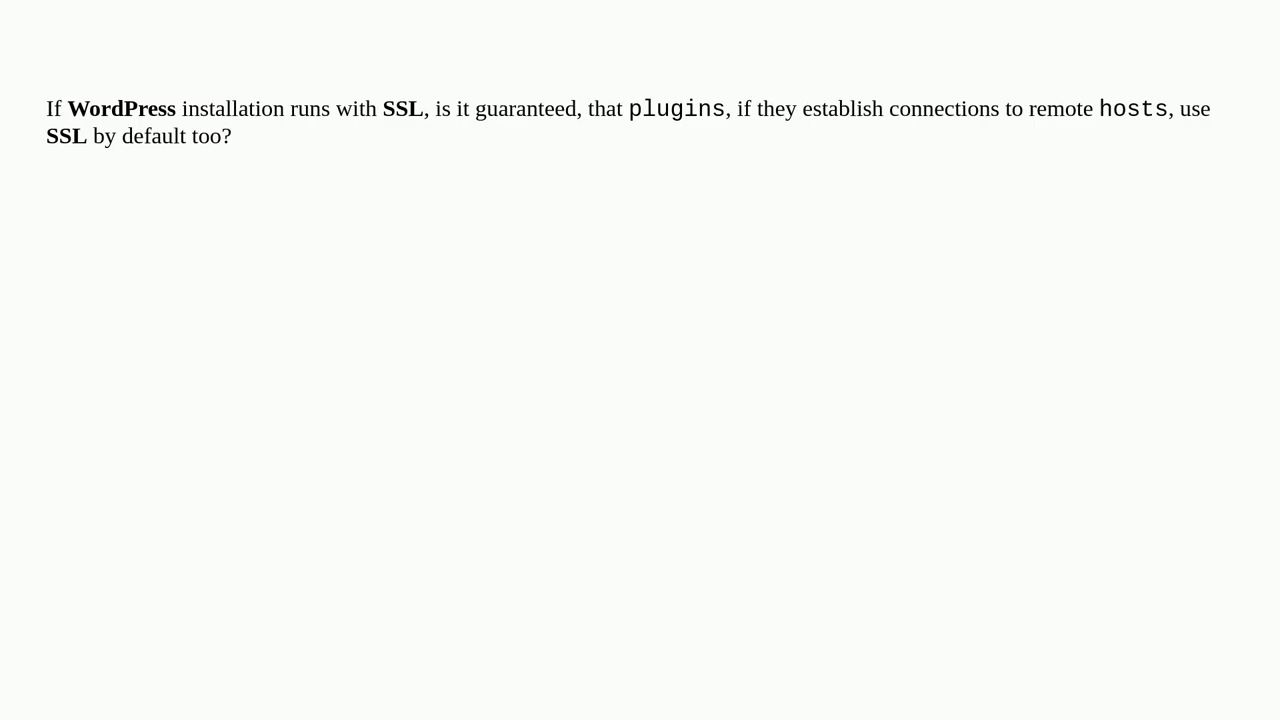 If WordPress installation runs with SSL, is it guaranteed, that plugins, if they establish connections to remote hosts, use
SSL by default too?